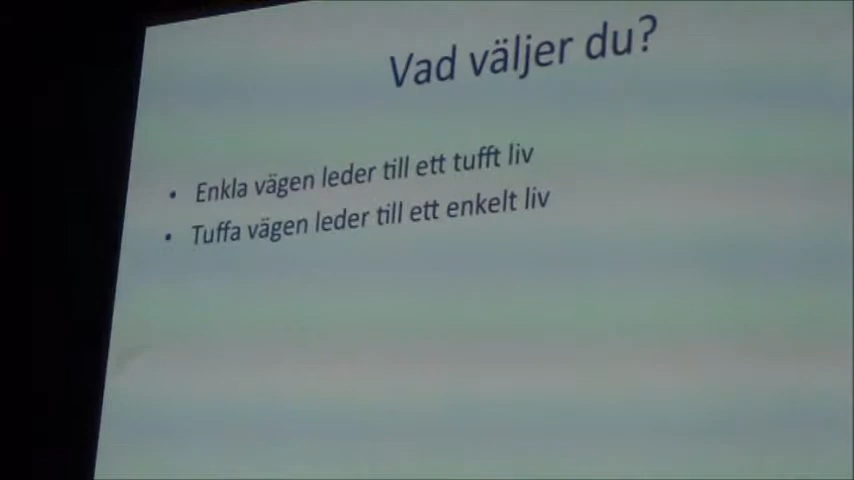 Vad väljer du?
• Enkla vägen leder till ett tufft liv
• Tuffa vägen leder till ett enkelt liv